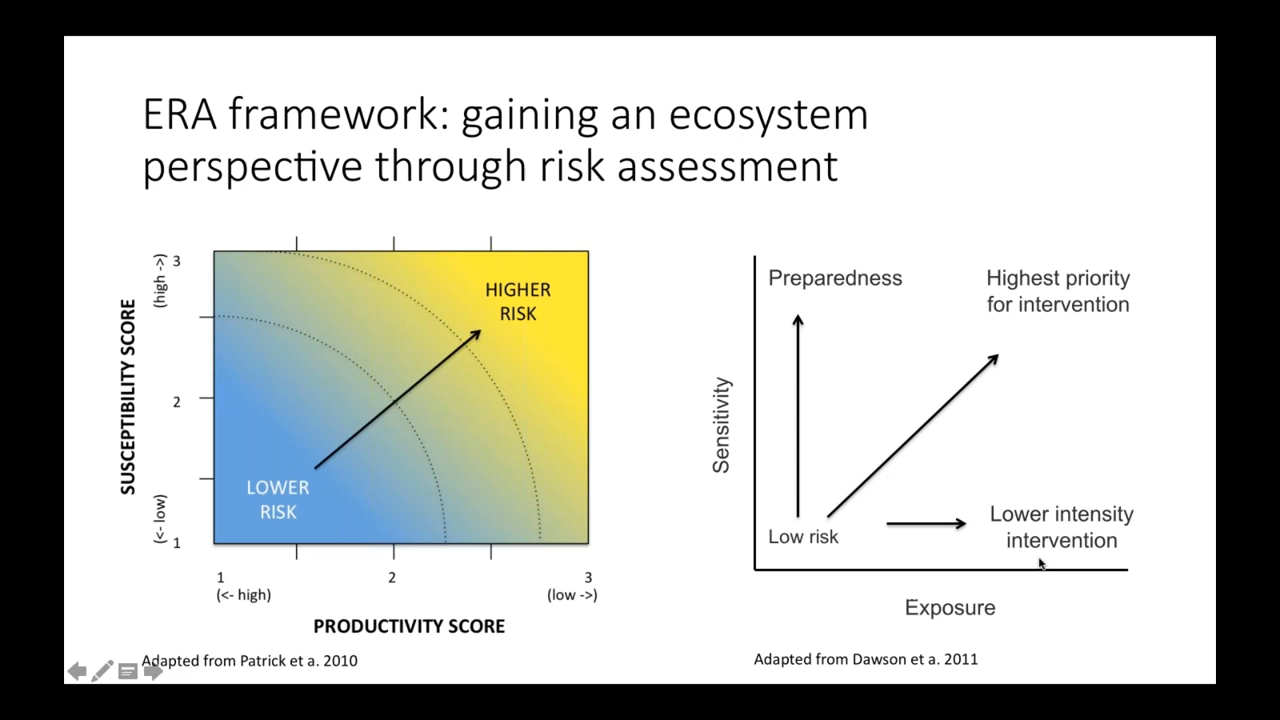 ERA framework: gaining an ecosystem
perspective through risk assessment
SUSCEPTIBILITY SCORE
(<- low)
(high ->)
3
2
1
HIGHER
RISK
LOWER
RISK
1
2
3
(<- high)
(low ->)
PRODUCTIVITY SCORE
Adapted from Patrick et a. 2010
Sensitivity
Preparedness
Highest priority
for intervention
Low risk
Lower intensity
intervention
Exposure
Adapted from Dawson et a. 2011